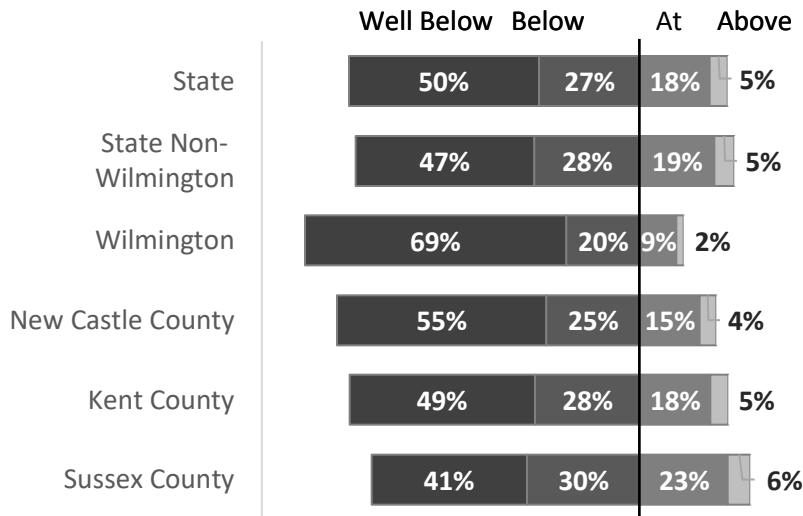 Well Below Below At Above
State 50% 27% 18% 5%
State Non-
Wilmington 47% 28% 19% 5%
Wilmington 69% 20% 9% 2%
New Castle County 55% 25% 15% 4%
Kent County 49% 28% 18% 5%
Sussex County 41% 30% 23% 6%